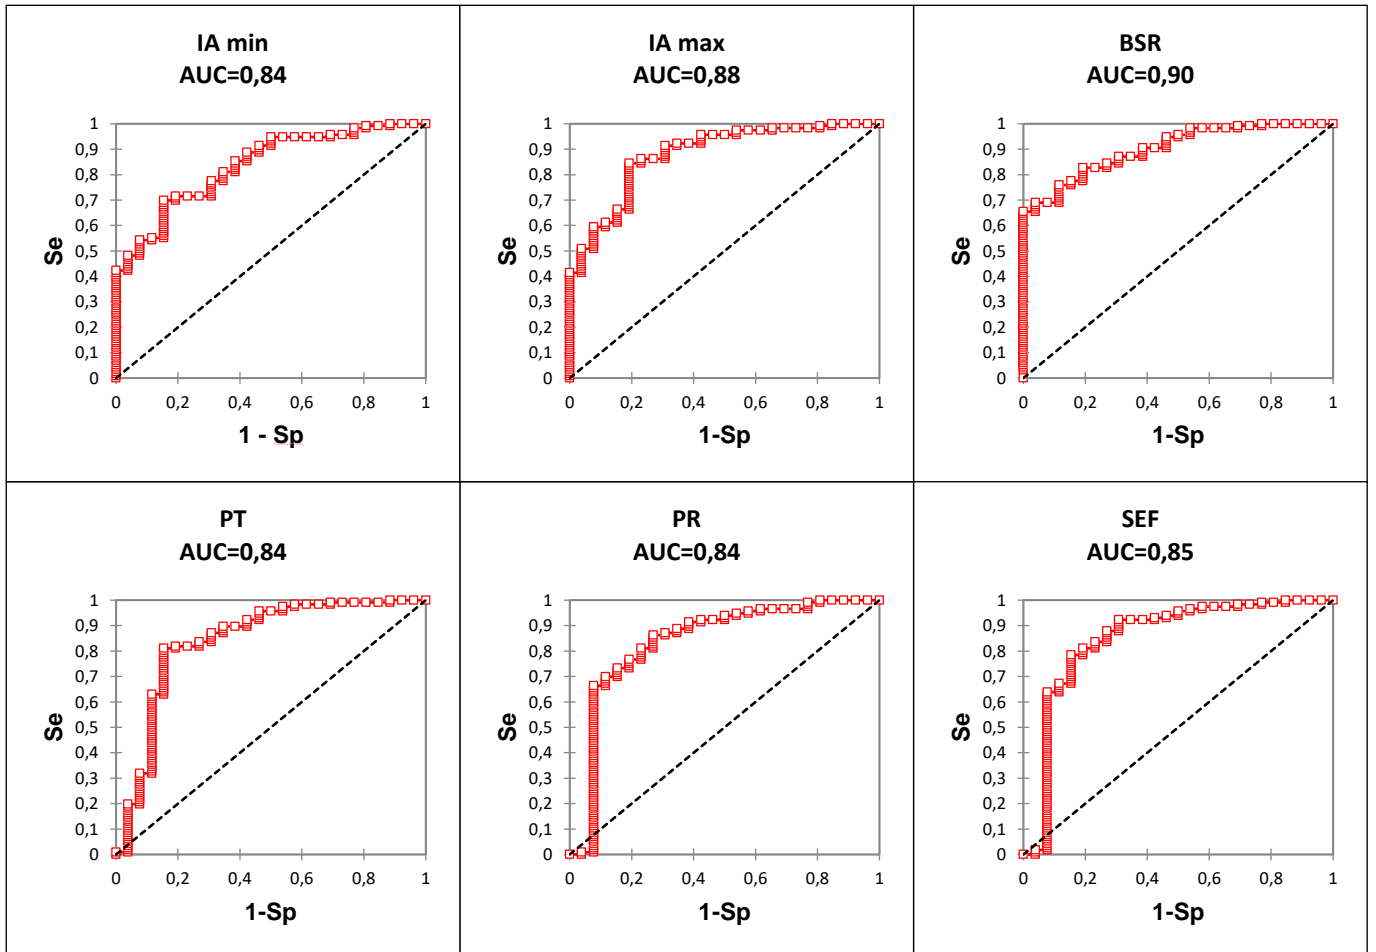 IA min
AUC=0,84
1
0,9
0,8
0,7
0,6
0,5
0,4
0,3
0,2
0,1
0
Se
0 0,2 0,4 0,6 0,8 1
1 - Sp
IA max
AUC=0,88
1
0,9
0,8
0,7
0,6
0,5
0,4
0,3
0,2
0,1
0
Se
0 0,2 0,4 0,6 0,8 1
1-Sp
BSR
AUC=0,90
1
0,9
0,8
0,7
0,6
0,5
0,4
0,3
0,2
0,1
0
Se
0 0,2 0,4 0,6 0,8 1
1-Sp
PT
AUC=0,84
1
0,9
0,8
0,7
0,6
0,5
0,4
0,3
0,2
0,1
0
Se
0 0,2 0,4 0,6 0,8 1
1-Sp
PR
AUC=0,84
1
0,9
0,8
0,7
0,6
0,5
0,4
0,3
0,2
0,1
0
Se
0 0,2 0,4 0,6 0,8 1
1-Sp
SEF
AUC=0,85
1
0,9
0,8
0,7
0,6
0,5
0,4
0,3
0,2
0,1
0
Se
0 0,2 0,4 0,6 0,8 1
1-Sp